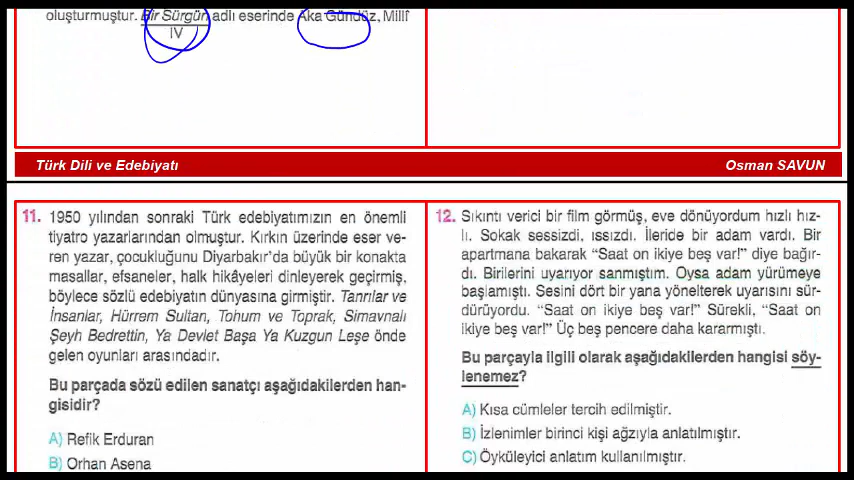 oluşturmuştur. Bir Sürgün adlı eserinde Aka Gündüz, Millî
IV
Türk Dili ve Edebiyatı
Osman SAVUN
11. 1950 yılından sonraki Türk edebiyatımızın en önemli
tiyatro yazarlarından olmuştur. Kırkın üzerinde eser ve-
ren yazar, çocukluğunu Diyarbakır'da büyük bir konakta
masallar, efsaneler, halk hikâyeleri dinleyerek geçirmiş,
böylece sözlü edebiyatın dünyasına girmiştir. Tanrılar ve
İnsanlar, Hürrem Sultan, Tohum ve Toprak, Simavnalı
Şeyh Bedrettin, Ya Devlet Başa Ya Kuzgun Leşe önde
gelen oyunları arasındadır.
Bu parçada sözü edilen sanatçı aşağıdakilerden han-
gisidir?
A) Refik Erduran
B) Orhan Asena
12. Sıkıntı verici bir film görmüş, eve dönüyordum hızlı hız-
lı. Sokak sessizdi, ıssızdı. İleride bir adam vardı. Bir
apartmana bakarak “Saat on ikiye beş var!” diye bağır-
dı. Birilerini uyarıyor sanmıştım. Oysa adam yürümeye
başlamıştı. Sesini dört bir yana yönelterek uyarısını sür-
dürüyordu. “Saat on ikiye beş var!” Sürekli, “Saat on
ikiye beş var!” Üç beş pencere daha kararmıştı.
Bu parçayla ilgili olarak aşağıdakilerden hangisi söy-
lenemez?
A) Kısa cümleler tercih edilmiştir.
B) İzlenimler birinci kişi ağzıyla anlatılmıştır.
C) Öyküleyici anlatım kullanılmıştır.